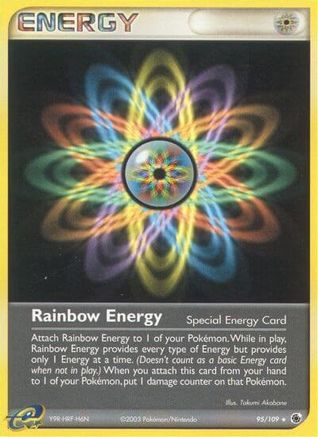 ENERGY
Rainbow Energy Special Energy Card
Attach Rainbow Energy to 1 of your Pokémon. While in play,
Rainbow Energy provides every type of Energy but provides
only 1 Energy at a time. (Doesn't count as a basic Energy card
when not in play.) When you attach this card from your hand
to 1 of your Pokémon, put 1 damage counter on that Pokémon.
Illus. Takumi Akabane
e Y9R-HRF-H6N ©2003 Pokémon/Nintendo 95/109 ★